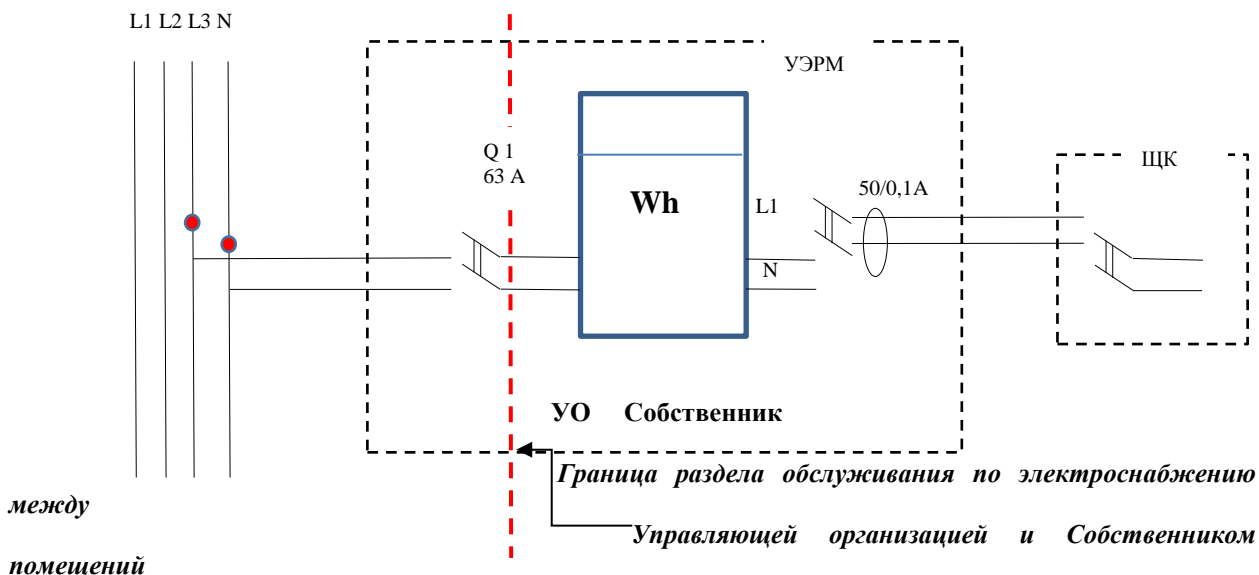 L1 L2 L3 N
УЭРМ
Q 1
63 А
ЩК
50/0,1А
Wh
L1
N
УО Собственник
Граница раздела обслуживания по электроснабжению
между
Управляющей организацией и Собственником
помещений